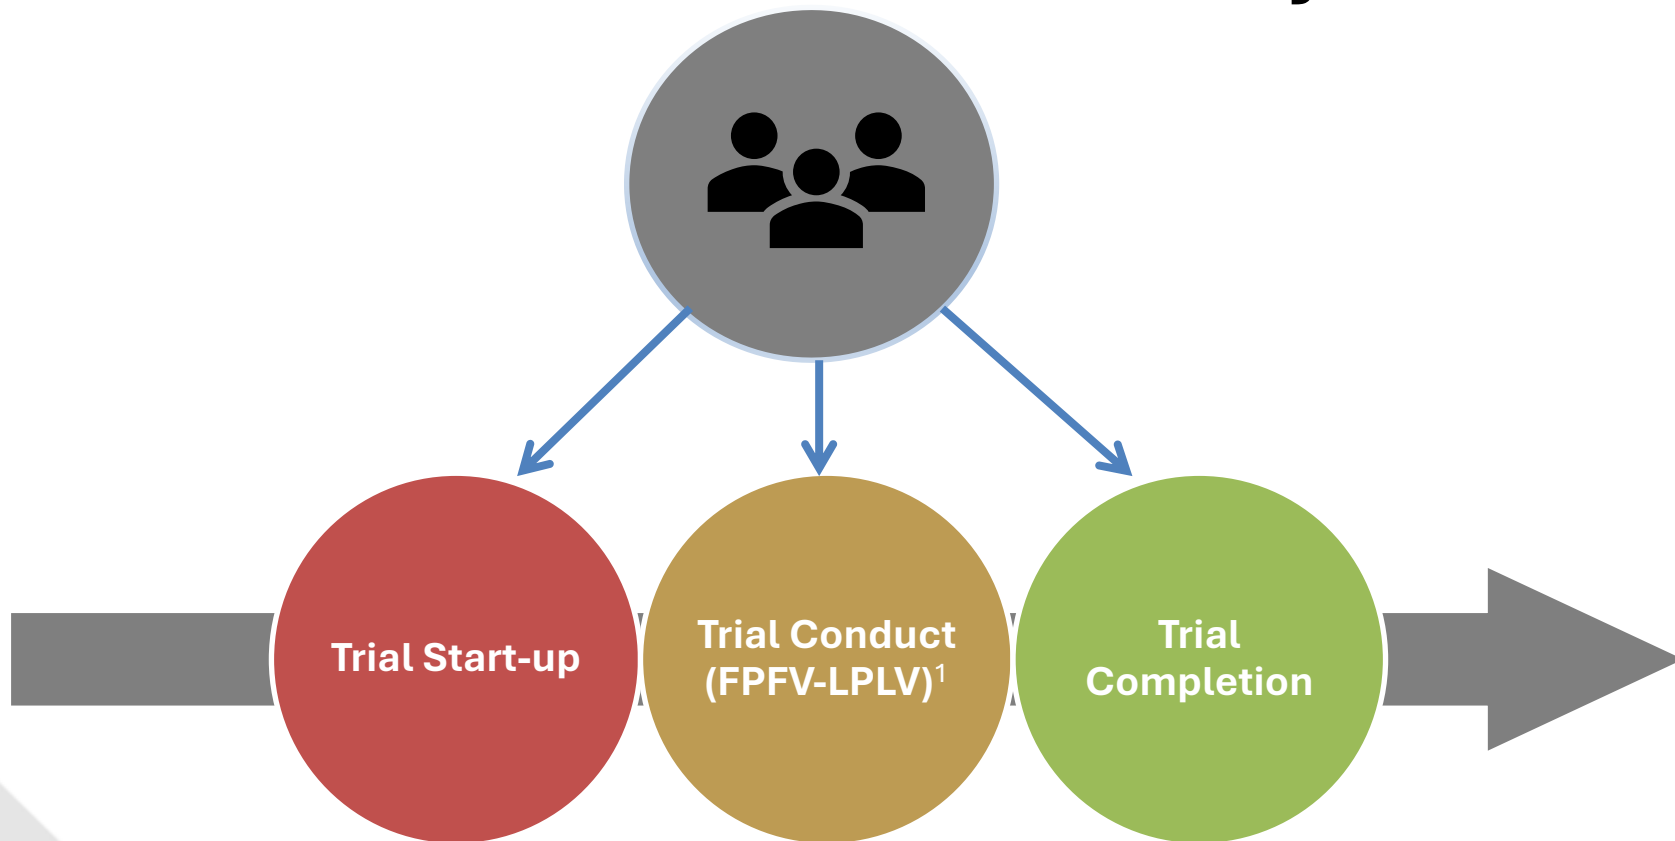 Trial Start-up
Trial Conduct
(FPFV-LPLV)¹
Trial
Completion